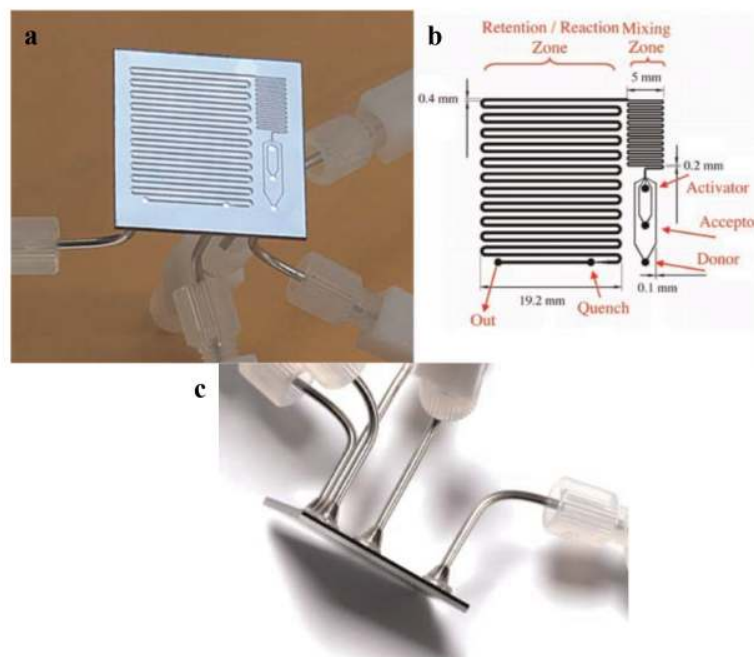 a
b
Retention / Reaction
Zone
Mixing
Zone
5 mm
0.4 mm
0.2 mm
Activator
Accepto
Donor
0.1 mm
19.2 mm
Out
Quench
c